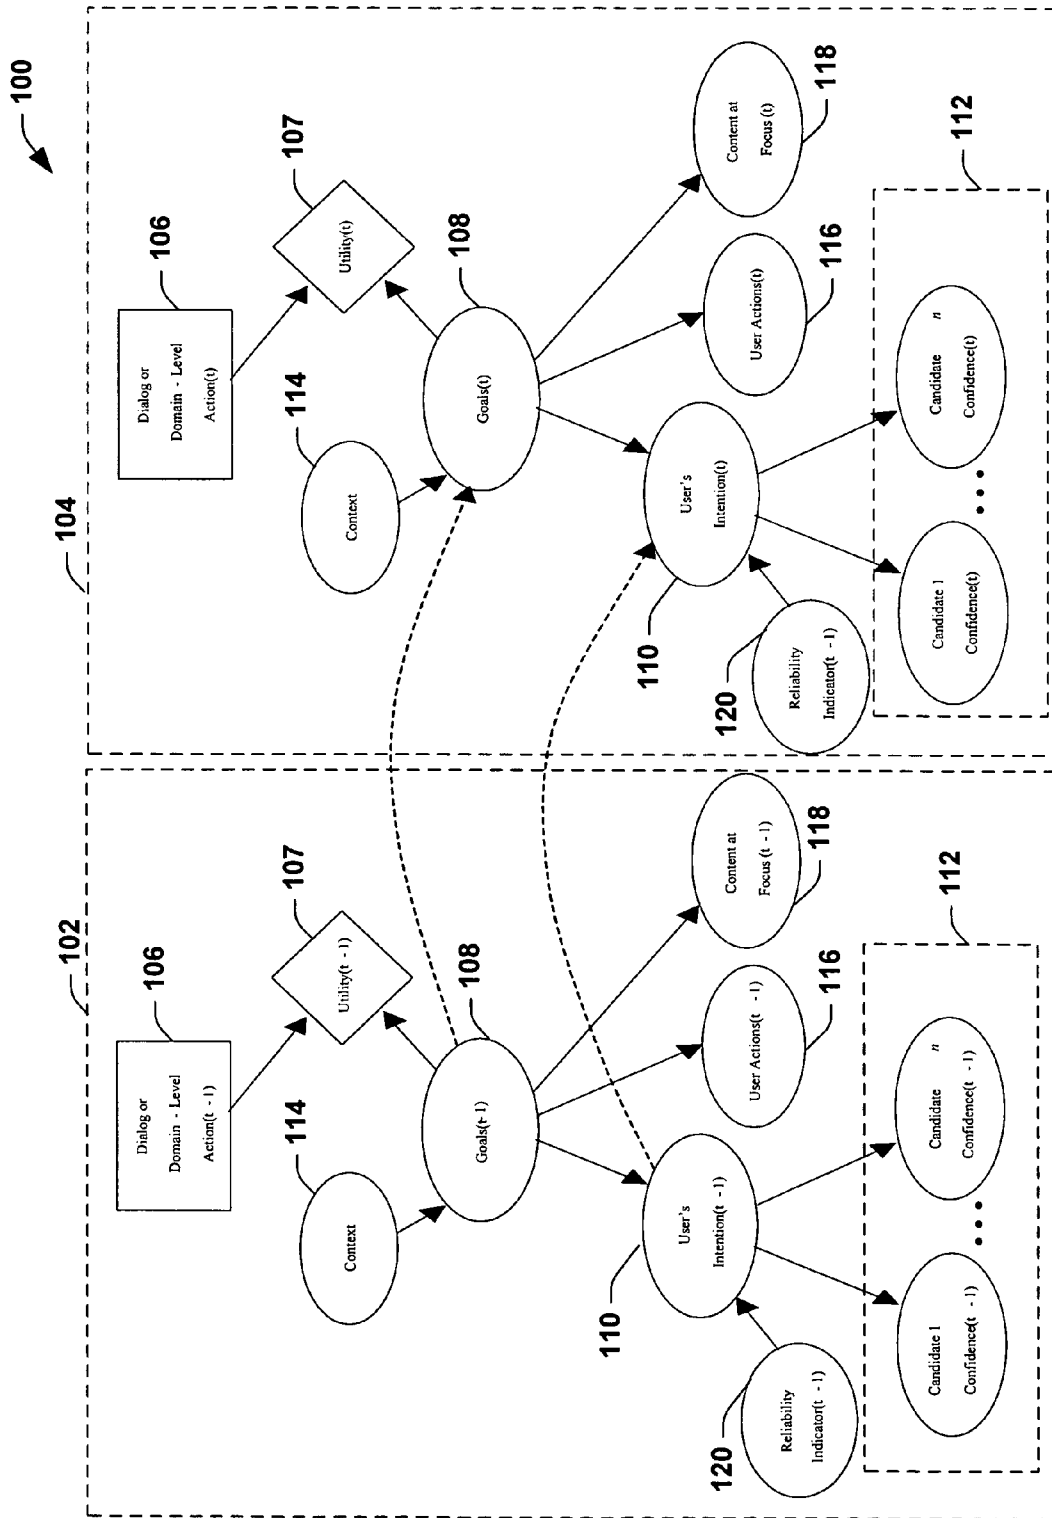 100
102
106
Dialog or
Domain - Level
Action(t - 1)
107
Utility(t - 1)
114
Context
108
Goals(t-1)
110
User's
Intention(t - 1)
116
User Actions(t - 1)
118
Content at
Focus (t - 1)
120
Reliability
Indicator(t - 1)
112
Candidate 1
Confidence(t - 1)
Candidate n
Confidence(t - 1)
104
106
Dialog or
Domain - Level
Action(t)
107
Utility(t)
114
Context
108
Goals(t)
110
User's
Intention(t)
116
User Actions(t)
118
Content at
Focus (t)
120
Reliability
Indicator(t - 1)
112
Candidate 1
Confidence(t)
Candidate n
Confidence(t)